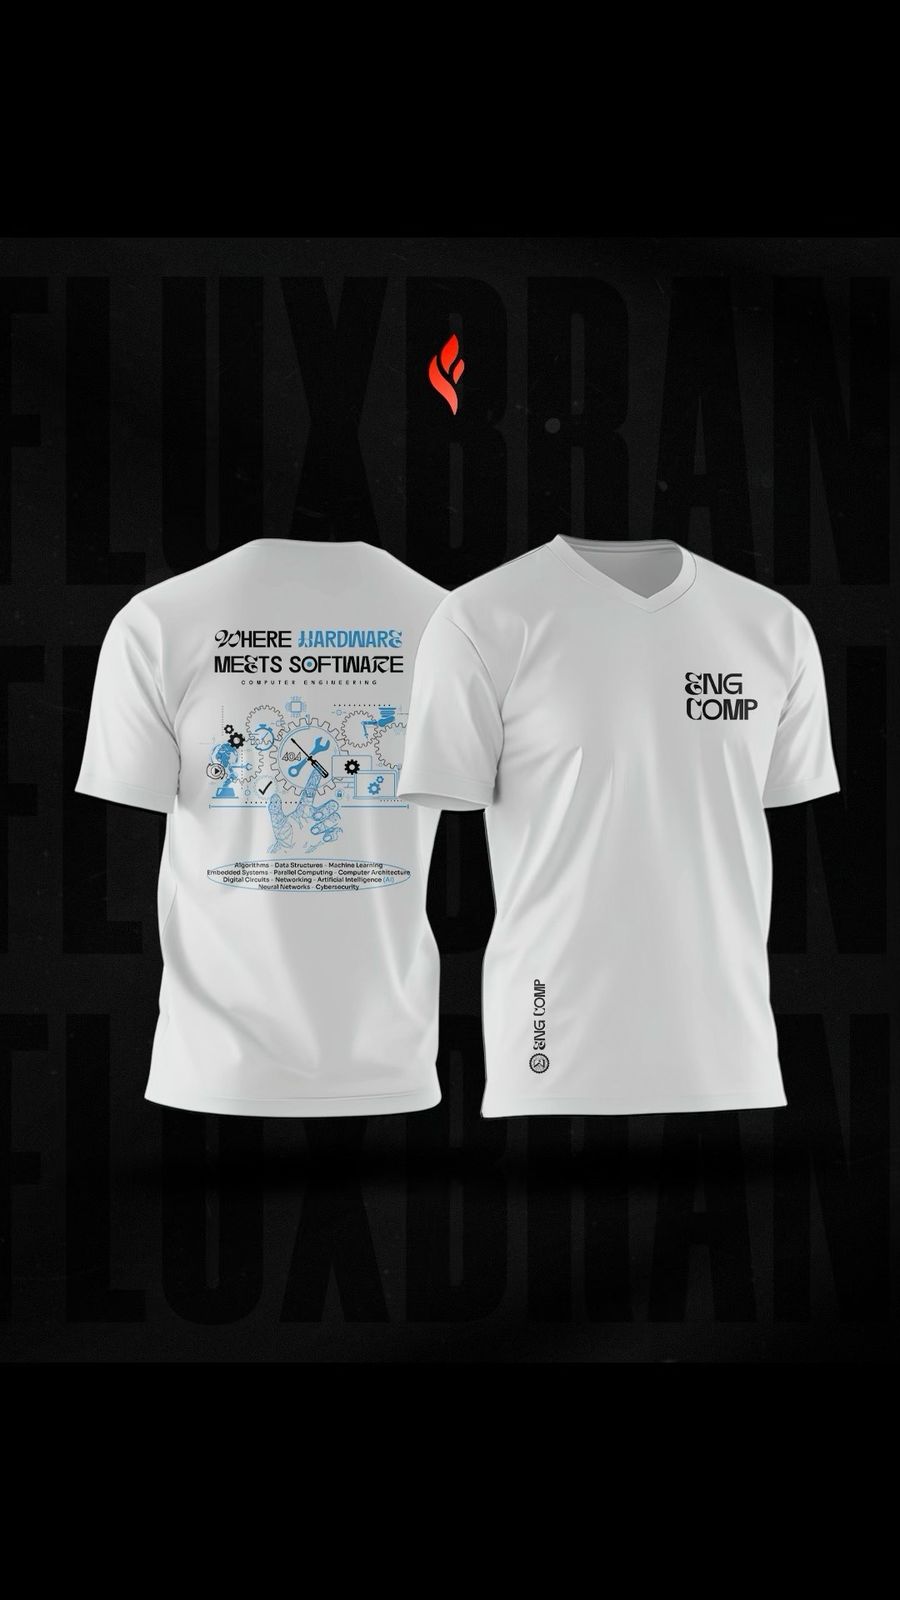 FLUXBRAN
WHERE HARDWARE
MEETS SOFTWARE
COMPUTER ENGINEERING
404
Algorithms - Data Structures - Machine Learning
Embedded Systems - Parallel Computing - Computer Architecture
Digital Circuits - Networking - Artificial Intelligence (AI)
Neural Networks - Cybersecurity
ENG
COMP
ENG COMP
FLUXBRAN